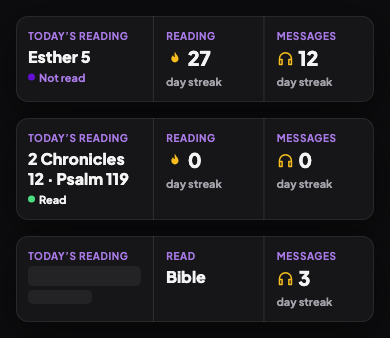 TODAY'S READING
Esther 5
Not read
READING
27
day streak
MESSAGES
12
day streak
TODAY'S READING
2 Chronicles
12 · Psalm 119
Read
READING
0
day streak
MESSAGES
0
day streak
TODAY'S READING
READ
Bible
MESSAGES
3
day streak